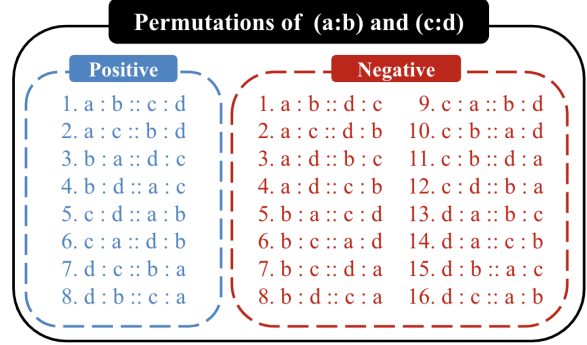 Permutations of (a:b) and (c:d)
Positive
1. a : b :: c : d
2. a : c :: b : d
3. b : a :: d : c
4. b : d :: a : c
5. c : d :: a : b
6. c : a :: d : b
7. d : c :: b : a
8. d : b :: c : a
Negative
1. a : b :: d : c
2. a : c :: d : b
3. a : d :: b : c
4. a : d :: c : b
5. b : a :: c : d
6. b : c :: a : d
7. b : c :: d : a
8. b : d :: c : a
9. c : a :: b : d
10. c : b :: a : d
11. c : b :: d : a
12. c : d :: b : a
13. d : a :: b : c
14. d : a :: c : b
15. d : b :: a : c
16. d : c :: a : b